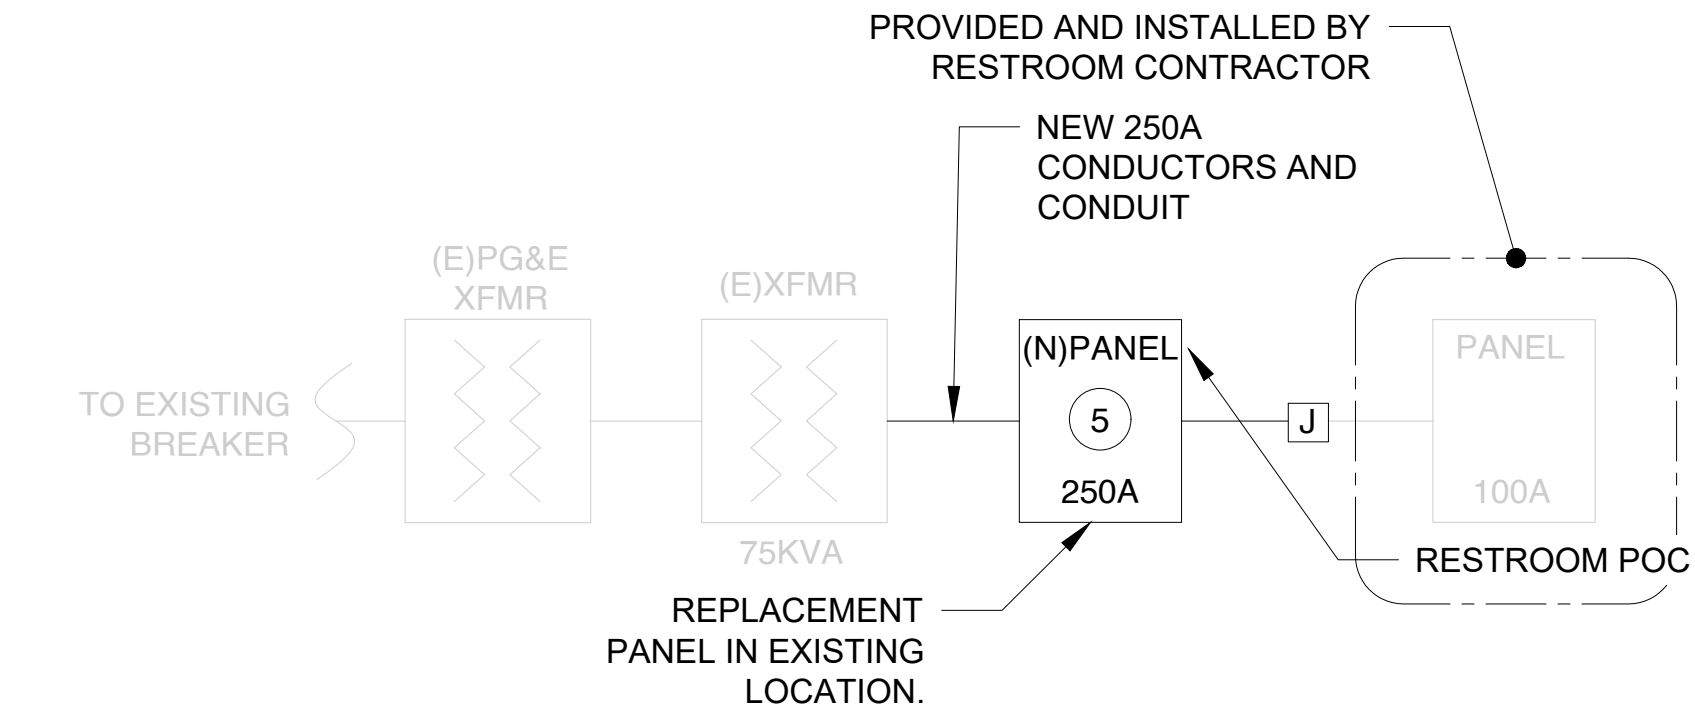 PROVIDED AND INSTALLED BY
RESTROOM CONTRACTOR
NEW 250A
CONDUCTORS AND
CONDUIT
(E)PG&E
XFMR
(E)XFMR
(N)PANEL
PANEL
TO EXISTING
BREAKER
5
J
250A
100A
75KVA
RESTROOM POC
REPLACEMENT
PANEL IN EXISTING
LOCATION.